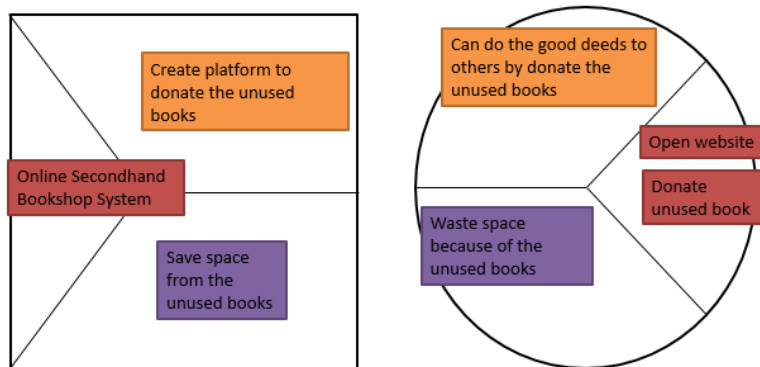 Create platform to
donate the unused
books
Online Secondhand
Bookshop System
Save space
from the
unused books
Can do the good deeds to
others by donate the
unused books
Open website
Donate
unused book
Waste space
because of the
unused books